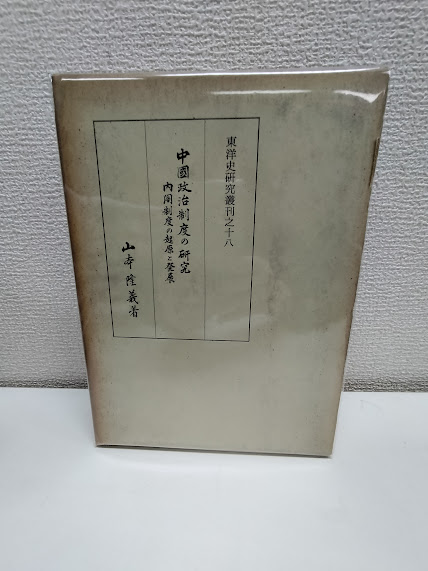 東洋史研究叢刊之十八
中國政治制度の研究
内閣制度の起原と發展
山本隆義著